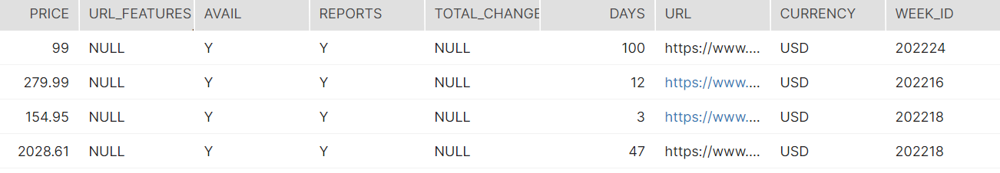 PRICE URL_FEATURES AVAIL REPORTS TOTAL_CHANGE DAYS URL CURRENCY WEEK_ID
99 NULL Y Y NULL 100 https://www.... USD 202224
279.99 NULL Y Y NULL 12 https://www.... USD 202216
154.95 NULL Y Y NULL 3 https://www.... USD 202218
2028.61 NULL Y Y NULL 47 https://www.... USD 202218